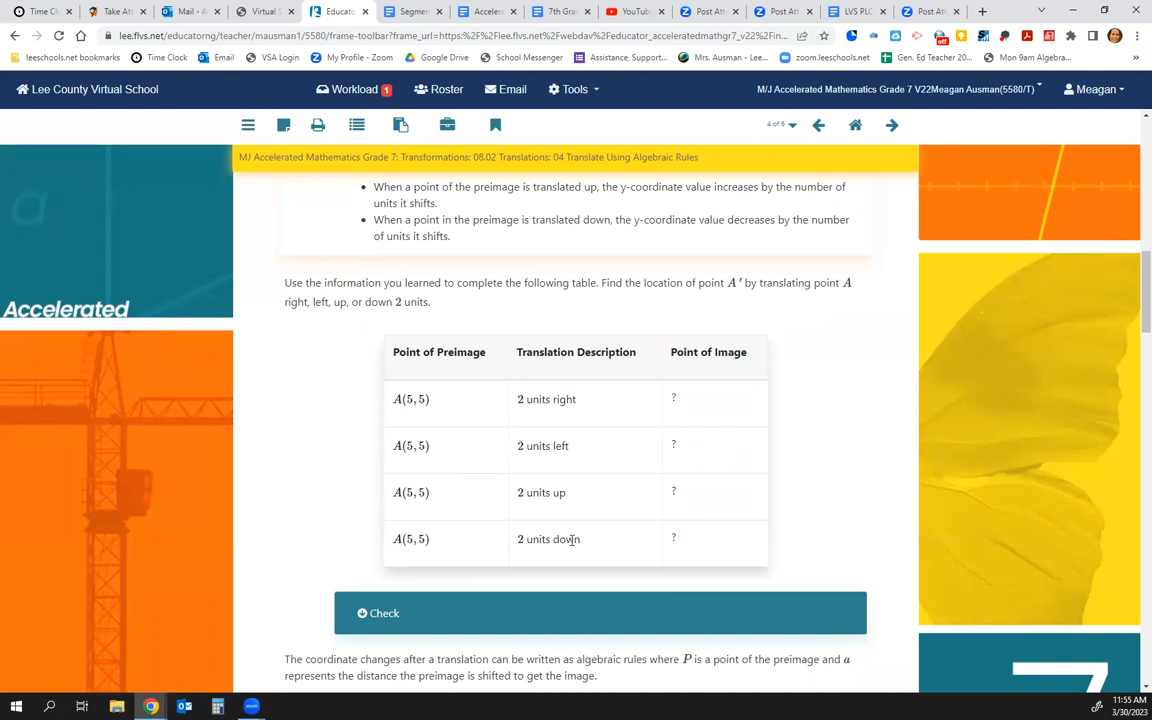 Time Cl
Take Att
Mail - A
Virtual S
Educato
Segmen
Accelera
7th Grad
YouTub
Post Att
Post Att
LVS PLC
Post Att
lee.flvs.net/educatorng/teacher/mausman1/5580/frame-toolbar?frame_url=https%3A%2F%2Flee.flvs.net%2Fwebdav%2Feducator_acceleratedmathgr7_v22%2Fin...
leeschools.net bookmarks
Time Clock
Email
VSA Login
My Profile - Zoom
Google Drive
School Messenger
Assistance, Support...
Mrs. Ausman - Lee...
zoom.leeschools.net
Gen. Ed Teacher 20...
Mon 9am Algebra...
Lee County Virtual School
Workload 1
Roster
Email
Tools
M/J Accelerated Mathematics Grade 7 V22Meagan Ausman(5580/T)
Meagan
4 of 6
MJ Accelerated Mathematics Grade 7: Transformations: 08.02 Translations: 04 Translate Using Algebraic Rules
• When a point of the preimage is translated up, the y-coordinate value increases by the number
of units it shifts.
• When a point in the preimage is translated down, the y-coordinate value decreases by the number
of units it shifts.
a
Accelerated
Use the information you learned to complete the following table. Find the location of point A ′ by translating point A
right, left, up, or down 2 units.
Point of Preimage Translation Description Point of Image
A(5, 5) 2 units right ?
A(5, 5) 2 units left ?
A(5, 5) 2 units up ?
A(5, 5) 2 units down ?
Check
The coordinate changes after a translation can be written as algebraic rules where P is a point of the preimage and a
represents the distance the preimage is shifted to get the image.
7
11:55 AM
3/30/2023